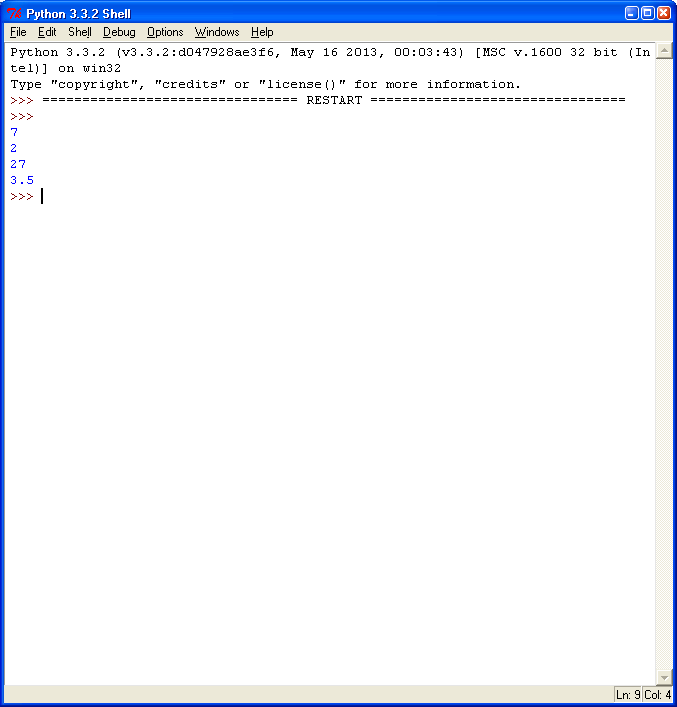 Python 3.3.2 Shell
File Edit Shell Debug Options Windows Help
Python 3.3.2 (v3.3.2:d047928ae3f6, May 16 2013, 00:03:43) [MSC v.1600 32 bit (In
tel)] on win32
Type "copyright", "credits" or "license()" for more information.
>>> ================================ RESTART ================================
>>>
7
2
27
3.5
>>>
Ln: 9 Col: 4